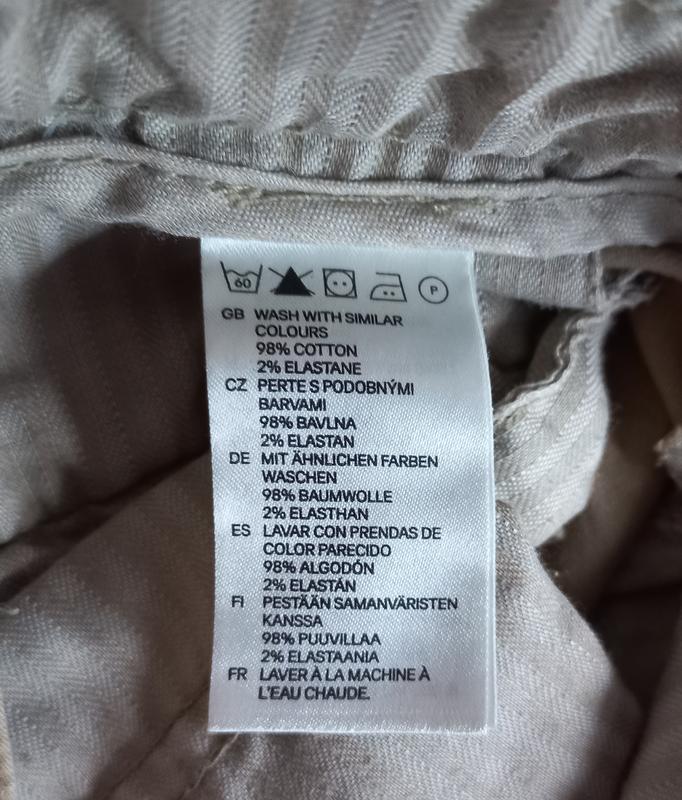 60 P
GB WASH WITH SIMILAR
COLOURS
98% COTTON
2% ELASTANE
CZ PERTE S PODOBNÝMI
BARVAMI
98% BAVLNA
2% ELASTAN
DE MIT ÄHNLICHEN FARBEN
WASCHEN
98% BAUMWOLLE
2% ELASTHAN
ES LAVAR CON PRENDAS DE
COLOR PARECIDO
98% ALGODÓN
2% ELASTÁN
FI PESTÄÄN SAMANVÄRISTEN
KANSSA
98% PUUVILLAA
2% ELASTAANIA
FR LAVER À LA MACHINE À
L'EAU CHAUDE.